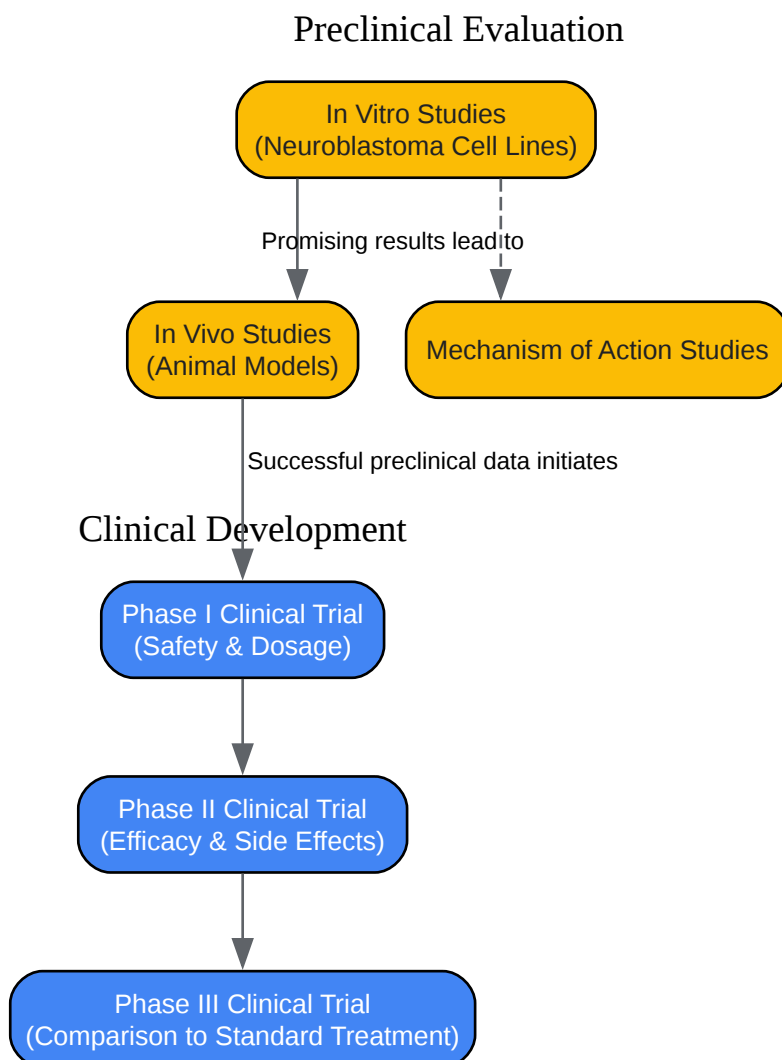 Preclinical Evaluation
In Vitro Studies
(Neuroblastoma Cell Lines)
Promising results lead to
In Vivo Studies
(Animal Models)
Mechanism of Action Studies
Successful preclinical data initiates
Clinical Development
Phase I Clinical Trial
(Safety & Dosage)
Phase II Clinical Trial
(Efficacy & Side Effects)
Phase III Clinical Trial
(Comparison to Standard Treatment)